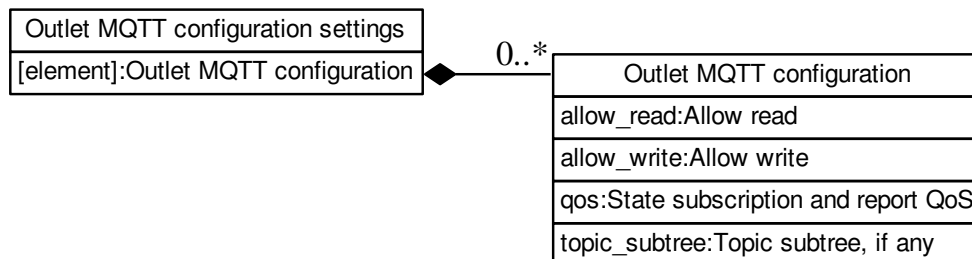 Outlet MQTT configuration settings
[element]:Outlet MQTT configuration
0..*
Outlet MQTT configuration
allow_read:Allow read
allow_write:Allow write
qos:State subscription and report QoS
topic_subtree:Topic subtree, if any